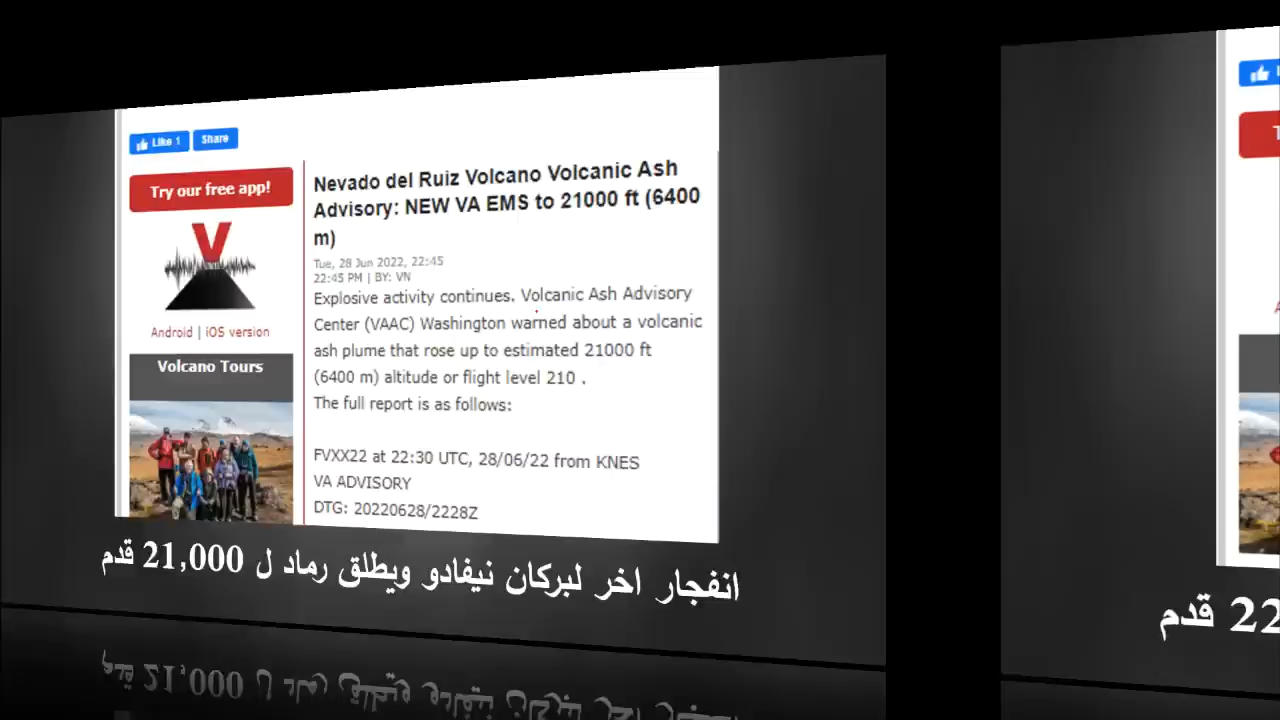 Like 1
Share
Try our free app!
Android | iOS version
Volcano Tours
Nevado del Ruiz Volcano Volcanic Ash
Advisory: NEW VA EMS to 21000 ft (6400
m)
Tue, 28 Jun 2022, 22:45
22:45 PM | BY: VN
Explosive activity continues. Volcanic Ash Advisory
Center (VAAC) Washington warned about a volcanic
ash plume that rose up to estimated 21000 ft
(6400 m) altitude or flight level 210 .
The full report is as follows:
FVXX22 at 22:30 UTC, 28/06/22 from KNES
VA ADVISORY
DTG: 20220628/2228Z
انفجار اخر لبركان نيفادو ويطلق رماد ل 21,000 قدم
22 قدم